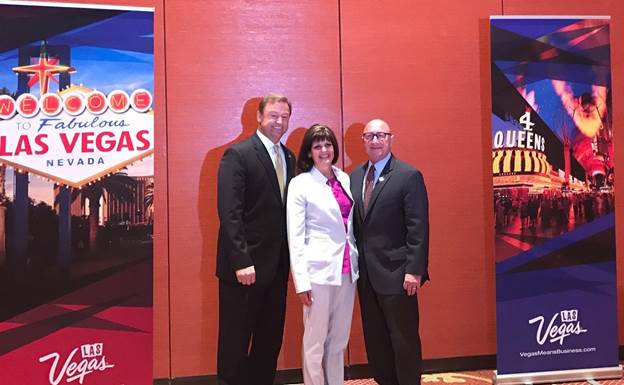 WELCOME
TO Fabulous
LAS VEGAS
NEVADA
LAS
Vegas
4
QUEENS
LAS
Vegas
VegasMeansBusiness.com